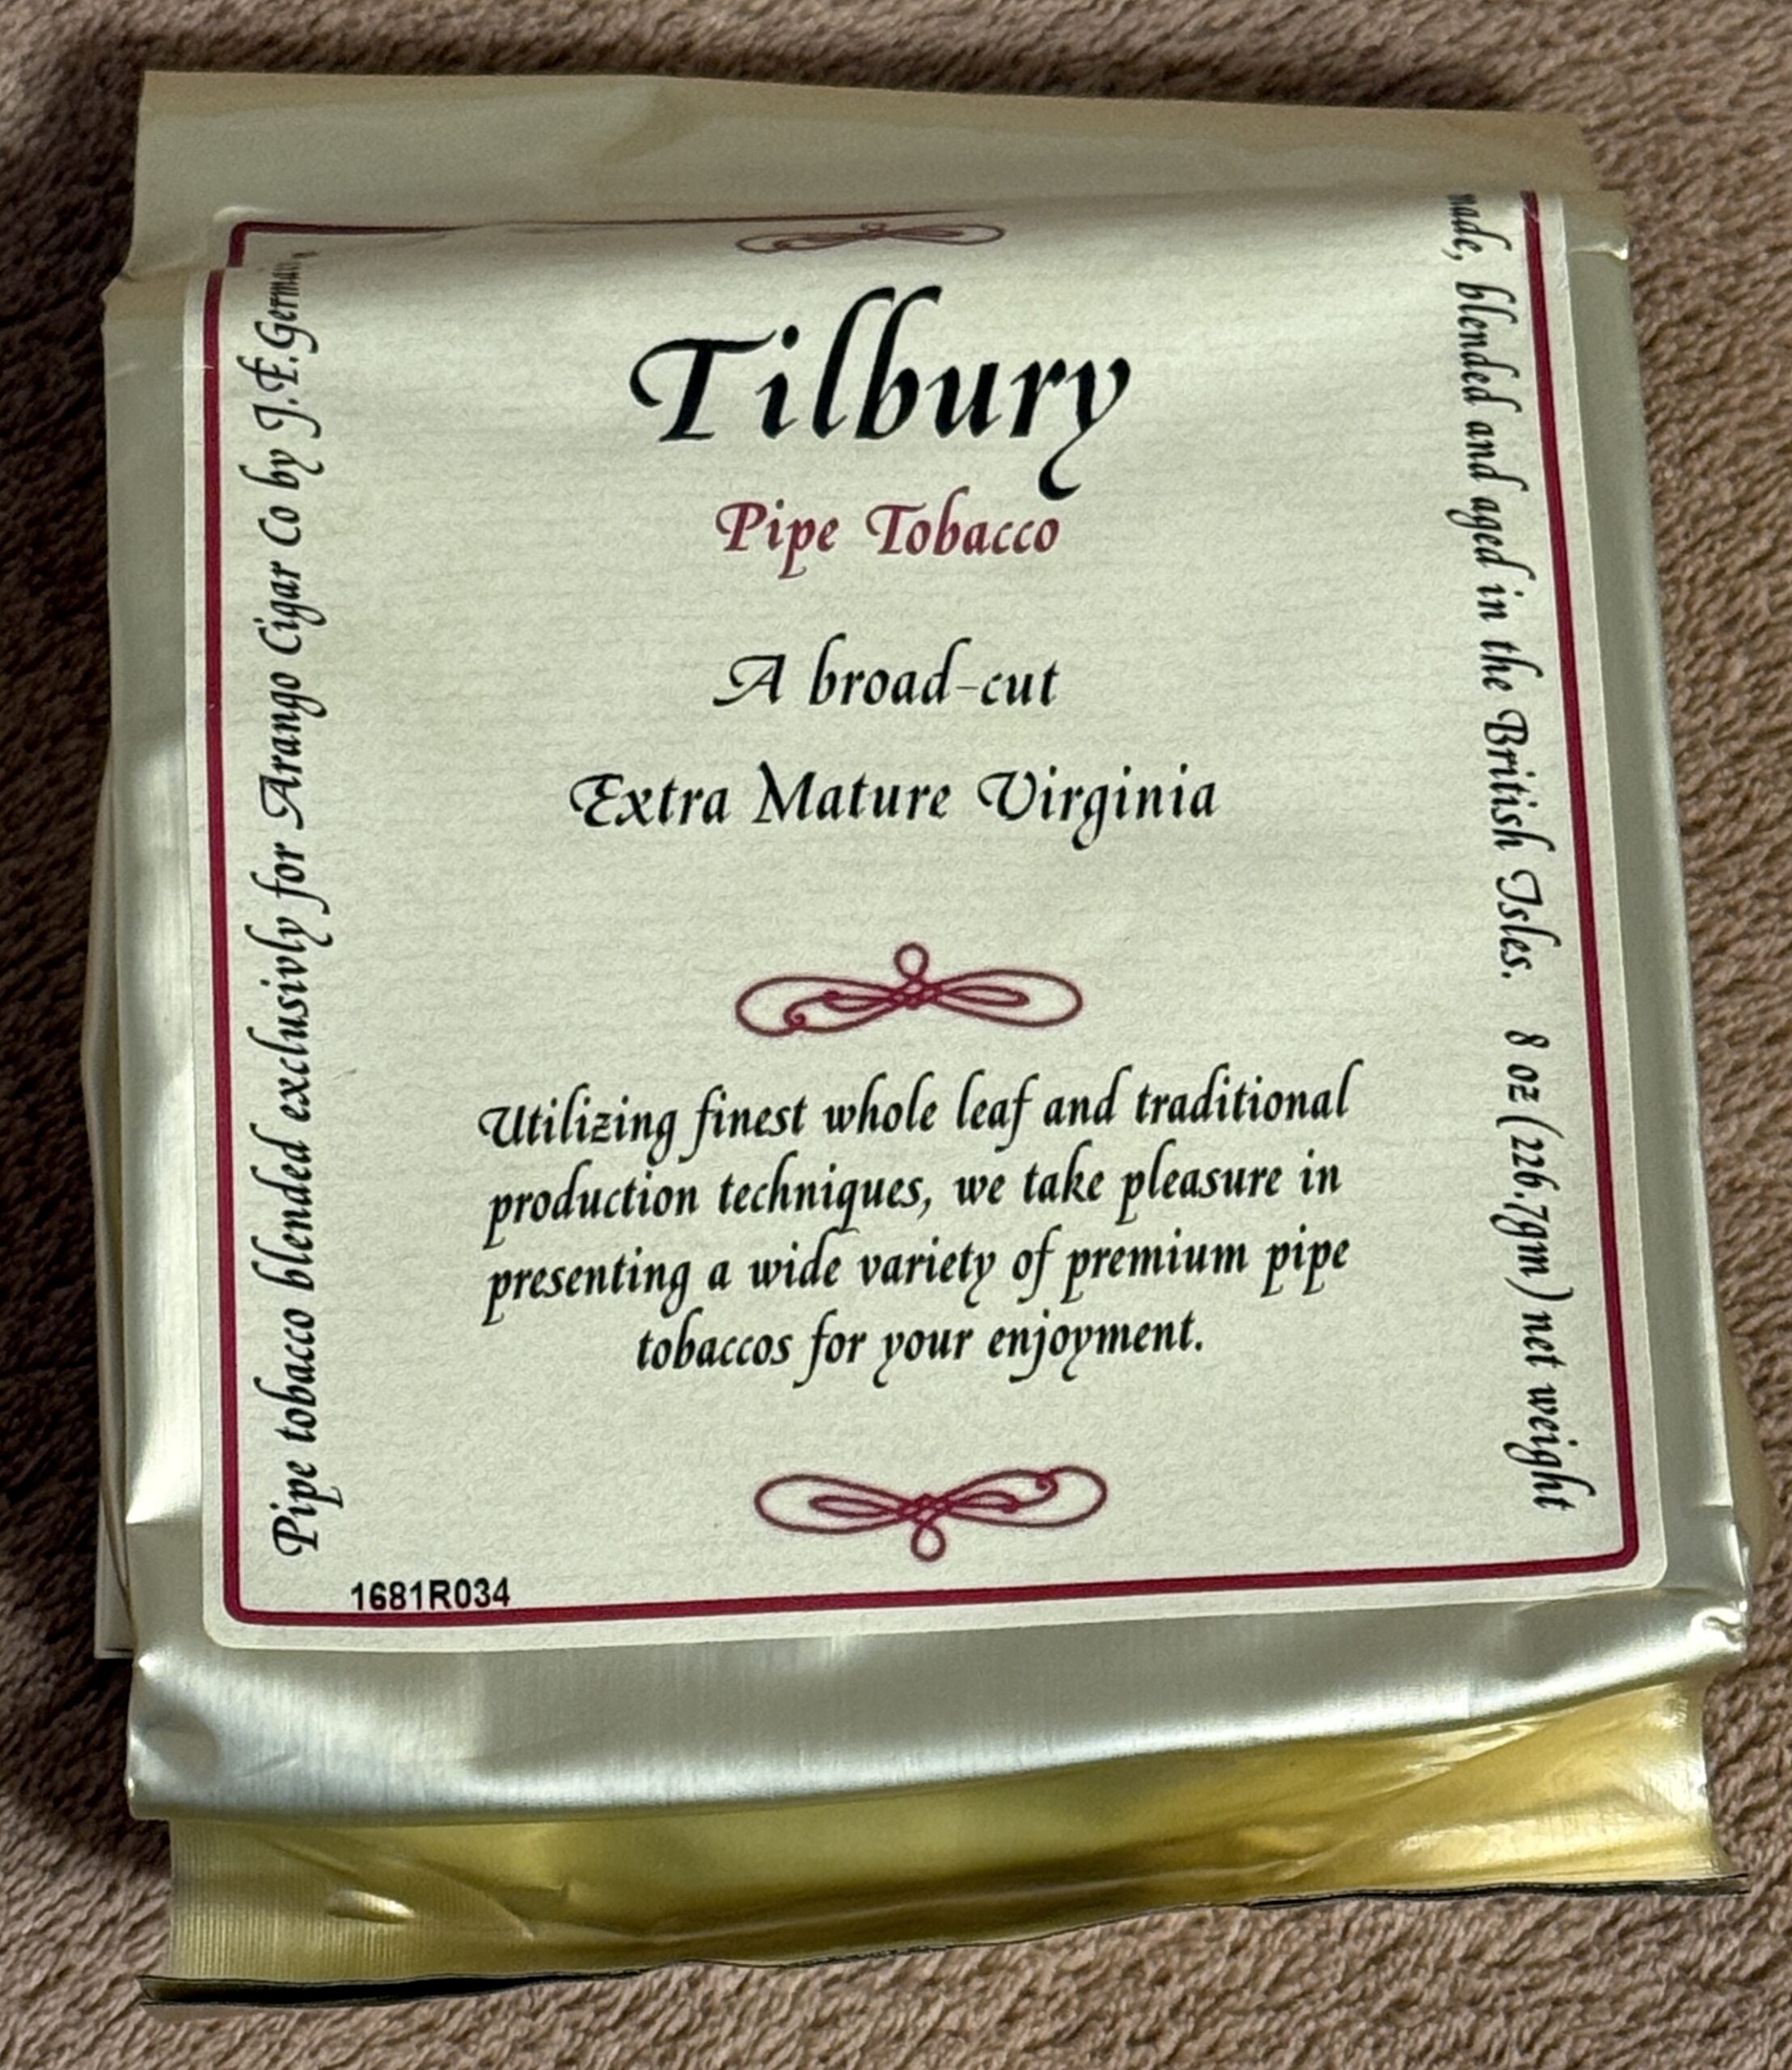 Tilbury
Pipe Tobacco
A broad-cut
Extra Mature Virginia
Utilizing finest whole leaf and traditional
production techniques, we take pleasure in
presenting a wide variety of premium pipe
tobaccos for your enjoyment.
Pipe tobacco blended exclusivly for Arango Cigar Co by J.F.Germain,
blended and aged in the British Isles. 8 oz (226.7gm) net weight
1681R034